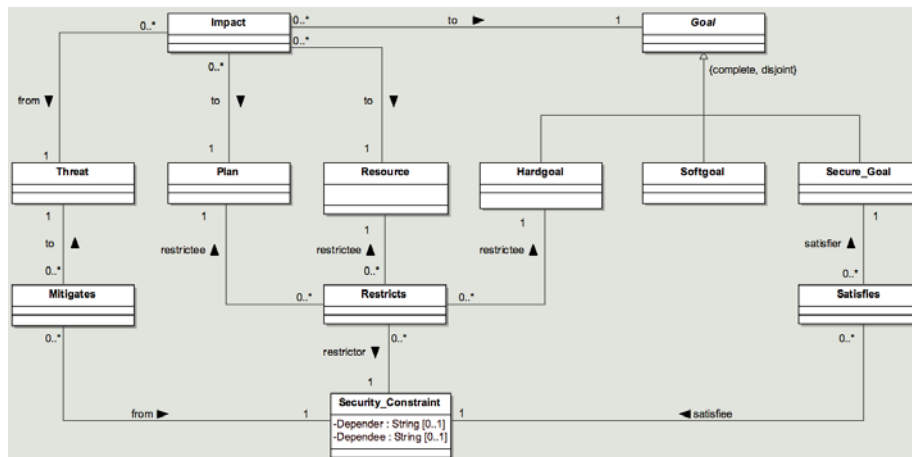 Impact
Goal
0..*
0..*
to
1
0..*
0..*
{complete, disjoint}
from
to
to
1
1
1
Threat
Plan
Resource
Hardgoal
Softgoal
Secure_Goal
1
1
1
1
1
to
restrictee
restrictee
restrictee
satisfier
0..*
0..*
0..*
Mitigates
0..*
Restricts
0..*
Satisfies
0..*
0..*
0..*
restrictor
1
Security_Constraint
from
1
-Depender : String [0..1]
-Dependee : String [0..1]
1
satisfiee